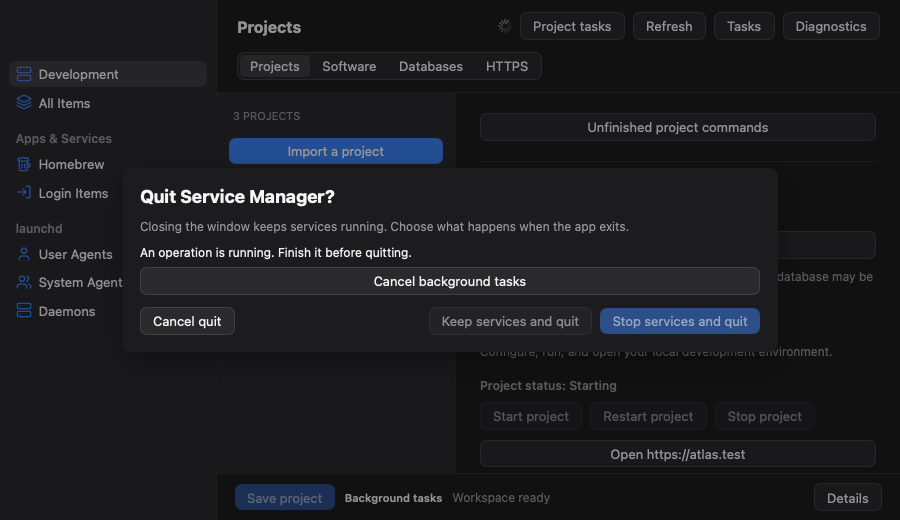 Projects
Project tasks
Refresh
Tasks
Diagnostics
Projects
Software
Databases
HTTPS
Development
All Items
Apps & Services
Homebrew
Login Items
launchd
User Agents
System Agent
Daemons
3 PROJECTS
Import a project
Unfinished project commands
Quit Service Manager?
Closing the window keeps services running. Choose what happens when the app exits.
An operation is running. Finish it before quitting.
Cancel background tasks
Cancel quit
Keep services and quit
Stop services and quit
database may be
Configure, run, and open your local development environment.
Project status: Starting
Start project
Restart project
Stop project
Open https://atlas.test
Save project
Background tasks
Workspace ready
Details